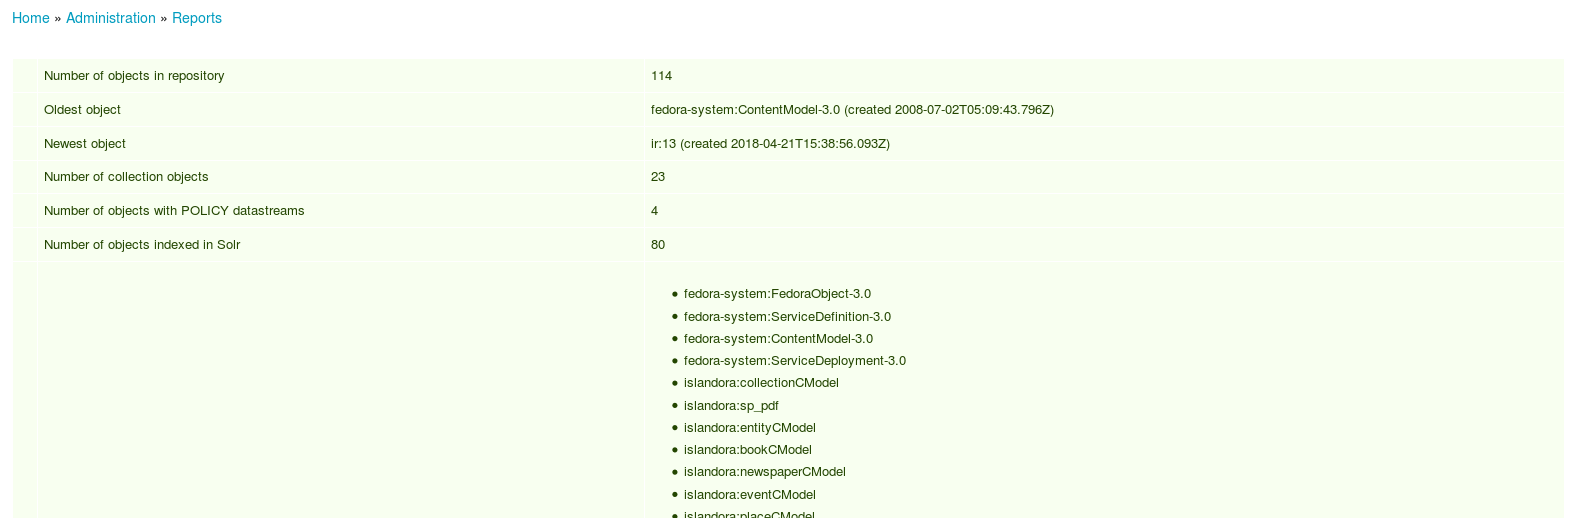 Home » Administration » Reports
Number of objects in repository 114
Oldest object fedora-system:ContentModel-3.0 (created 2008-07-02T05:09:43.796Z)
Newest object ir:13 (created 2018-04-21T15:38:56.093Z)
Number of collection objects 23
Number of objects with POLICY datastreams 4
Number of objects indexed in Solr 80
• fedora-system:FedoraObject-3.0
• fedora-system:ServiceDefinition-3.0
• fedora-system:ContentModel-3.0
• fedora-system:ServiceDeployment-3.0
• islandora:collectionCModel
• islandora:sp_pdf
• islandora:entityCModel
• islandora:bookCModel
• islandora:newspaperCModel
• islandora:eventCModel
• islandora:placeCModel